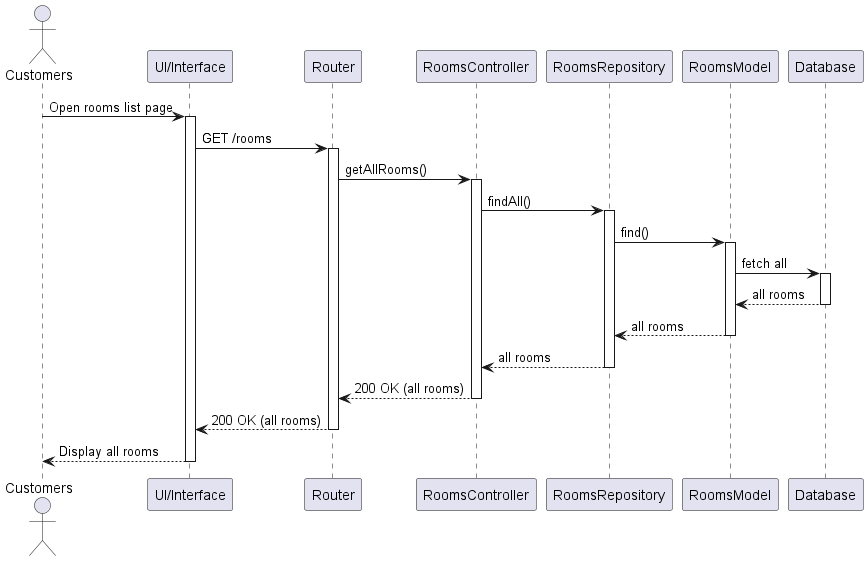 Customers
UI/Interface
Router
RoomsController
RoomsRepository
RoomsModel
Database
Open rooms list page
GET /rooms
getAllRooms()
findAll()
find()
fetch all
all rooms
all rooms
all rooms
200 OK (all rooms)
200 OK (all rooms)
Display all rooms
Customers
UI/Interface
Router
RoomsController
RoomsRepository
RoomsModel
Database